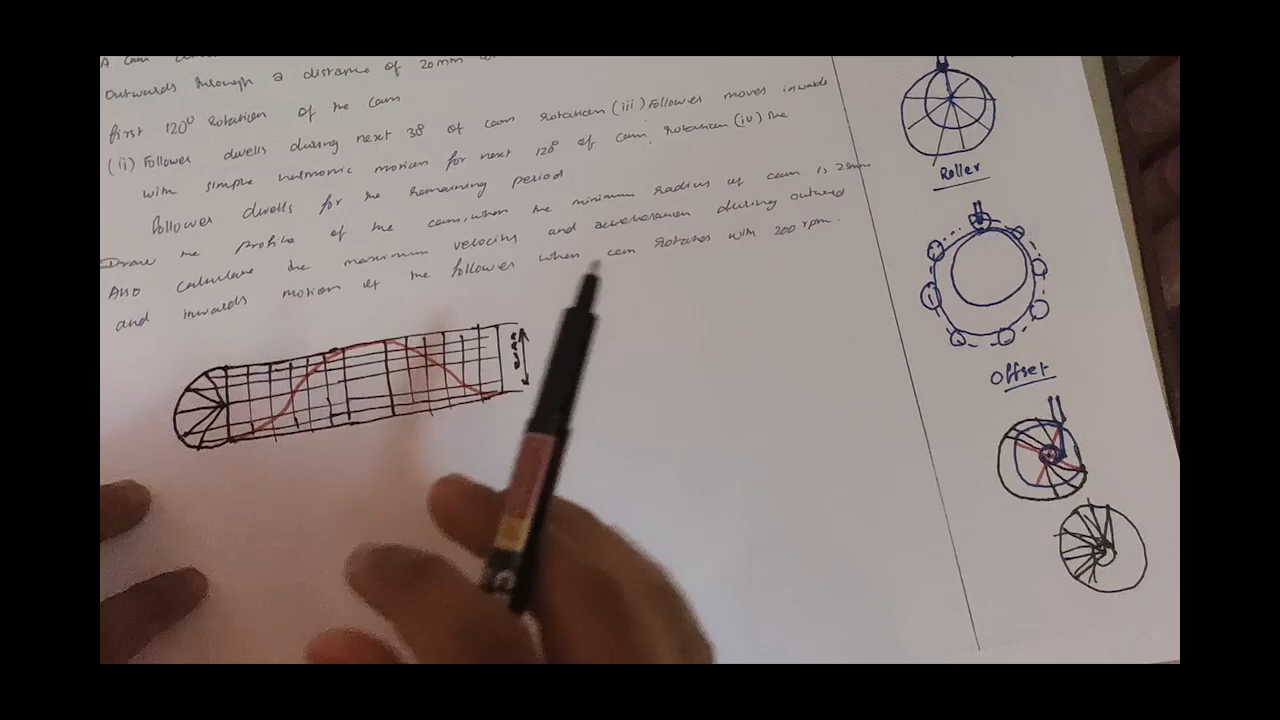 A cam
outwards through a distance of 20mm
first 120° Rotation of the cam
(ii) Follower dwells during next 30 of cam rotation (iii) Follower moves inwards
with simple harmonic motion for next 120° of cam. rotation (iv) The
follower dwells for the remaining period
Draw the profile of the cam, when the minimum radius of cam is 25mm
Also calculate the maximum velocity and acceleration during outward
and inwards motion of the follower when cam rotates with 200 rpm.
Roller
Offset